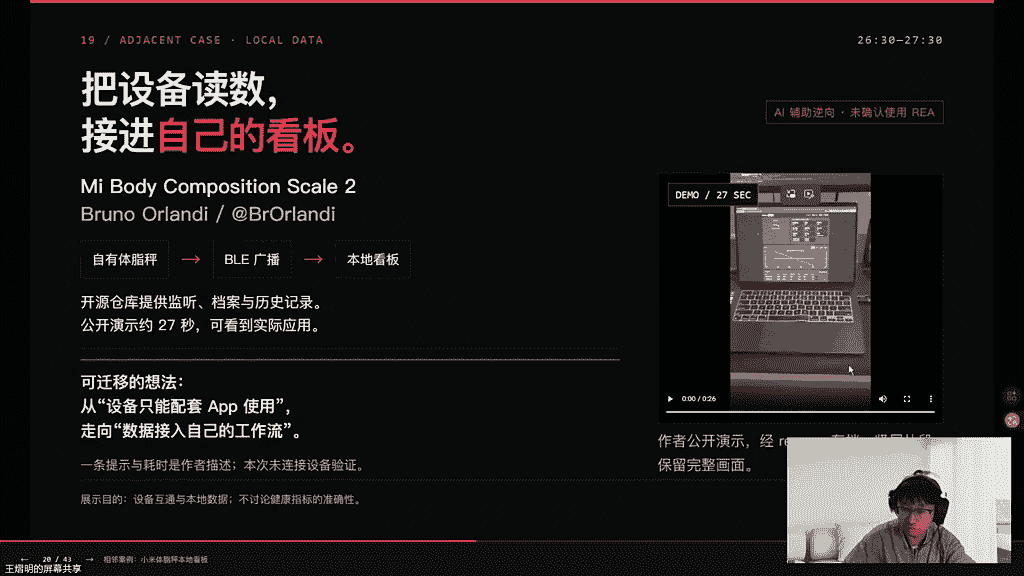 19 / ADJACENT CASE · LOCAL DATA
26:30—27:30
把设备读数，
接进自己的看板。
AI 辅助逆向 · 未确认使用 REA
Mi Body Composition Scale 2
Bruno Orlandi / @BrOrlandi
DEMO / 27 SEC
自有体脂秤 → BLE 广播 → 本地看板
开源仓库提供监听、档案与历史记录。
公开演示约 27 秒，可看到实际应用。
可迁移的想法：
从“设备只能配套 App 使用”，
走向“数据接入自己的工作流”。
0:00 / 0:26
作者公开演示，经 re
保留完整画面。
一条提示与耗时是作者描述；本次未连接设备验证。
展示目的：设备互通与本地数据；不讨论健康指标的准确性。
← 20 / 43 → 相邻案例：小米体脂秤本地看板
王熠明的屏幕共享